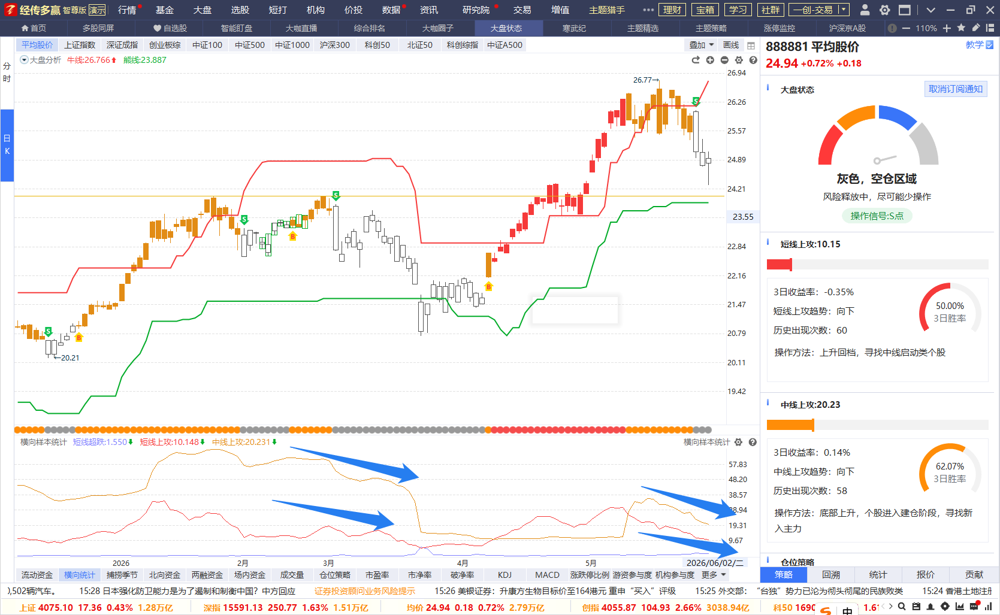 经传多赢 智尊版 演示 行情 基金 大盘 选股 短打 机构 价投 数据 资讯 研究院 交易 增值 主题猎手 理财 宝箱 学习 社群 一创-交易
首页 多股同屏 自选股 智能盯盘 大咖直播 综合排名 大咖圈子 大盘状态 寒武纪 主题精选 主题策略 涨停监控 沪深京A股 110%
平均股价 上证指数 深证成指 创业板综 中证100 中证500 中证1000 沪深300 科创50 北证50 科创综指 中证A500 叠加 画线
分时
日K
大盘分析 牛线:26.766 熊线:23.887
26.94
26.26
25.57
24.89
24.21
23.55
22.84
22.16
21.47
20.79
20.11
19.42
26.77→
←20.21
S
B
S
B
S
B
S
横向样本统计 短线超跌:1.550 短线上攻:10.148 中线上攻:20.231 横向样本统计
57.83
48.20
38.57
28.94
19.31
9.67
2026 2月 3月 4月 5月 2026/06/02/二
流动资金 横向统计 捕捞季节 北向资金 两融资金 场内资金 成交量 仓位策略 市盈率 市净率 破净率 KDJ MACD 涨跌停比例 游资参与度 机构参与度 更多
888881 平均股价 教学
24.94 +0.72% +0.18
大盘状态 取消订阅通知
灰色，空仓区域
风险释放中，尽可能少操作
操作信号:S点
短线上攻:10.15
3日收益率：-0.35%
短线上攻趋势：向下
历史出现次数：60
50.00%
3日胜率
操作方法：上升回档，寻找中线启动类个股
中线上攻:20.23
3日收益率：0.14%
中线上攻趋势：向下
历史出现次数：58
62.07%
3日胜率
操作方法：底部上升，个股进入建仓阶段，寻找新
入主力
仓位策略
策略 回溯 统计 报价 贡献
0,502辆汽车。 15:28 日本强化防卫能力是为了遏制和制衡中国？中方回应 证券投资顾问业务风险提示 15:26 美银证券：升康方生物目标价至164港元 重申“买入”评级 15:25 外交部：“台独”势力已沦为彻头彻尾的民族败类 15:24 香港土地注册
上证 4075.10 17.36 0.43% 1.28万亿 深指 15591.13 250.77 1.63% 1.51万亿 均价 24.94 0.18 0.72% 2.79万亿 创指 4055.87 104.93 2.66% 3038.94亿 科50 1690 中 1.61